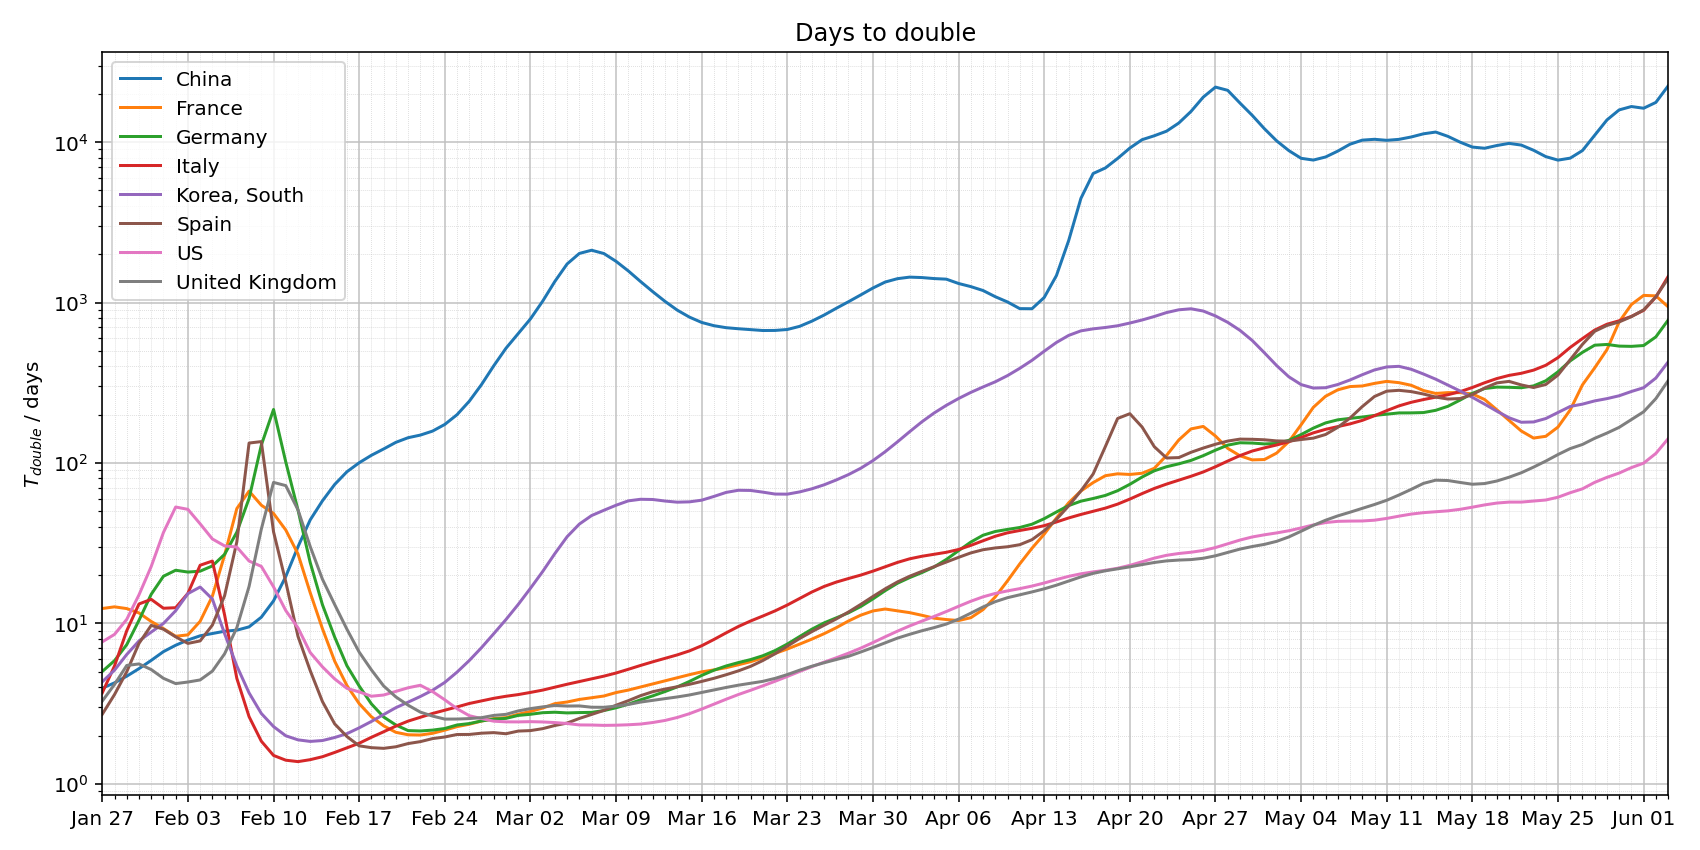 Days to double
China
France
Germany
Italy
Korea, South
Spain
US
United Kingdom
T_double / days
10⁴
10³
10²
10¹
10⁰
Jan 27 Feb 03 Feb 10 Feb 17 Feb 24 Mar 02 Mar 09 Mar 16 Mar 23 Mar 30 Apr 06 Apr 13 Apr 20 Apr 27 May 04 May 11 May 18 May 25 Jun 01